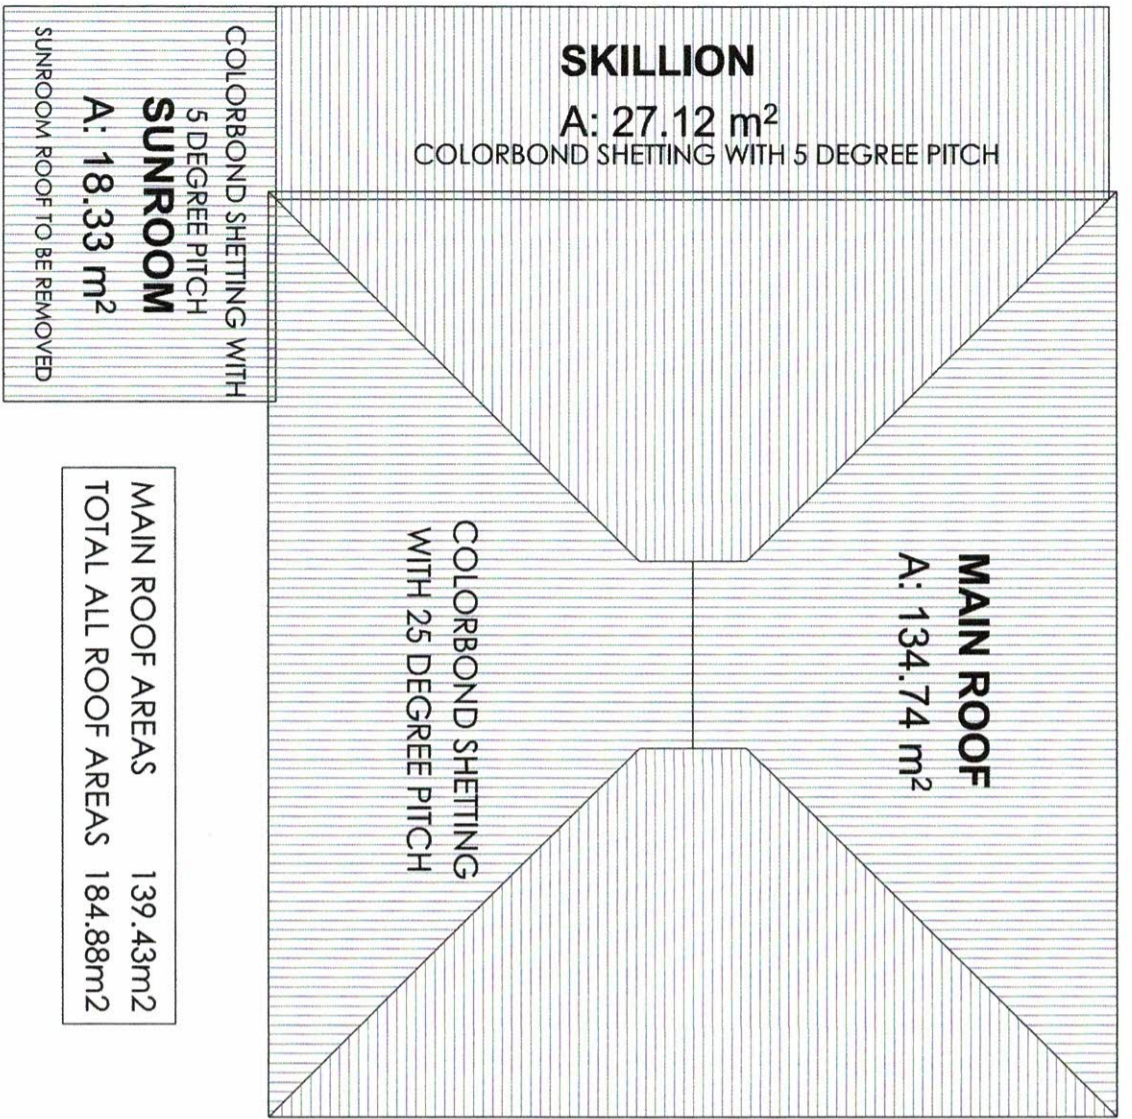 SKILLION
A: 27.12 m²
COLORBOND SHETTING WITH 5 DEGREE PITCH
COLORBOND SHETTING WITH
5 DEGREE PITCH
SUNROOM
A: 18.33 m²
SUNROOM ROOF TO BE REMOVED
MAIN ROOF
A: 134.74 m²
COLORBOND SHETTING
WITH 25 DEGREE PITCH
MAIN ROOF AREAS 139.43m2
TOTAL ALL ROOF AREAS 184.88m2